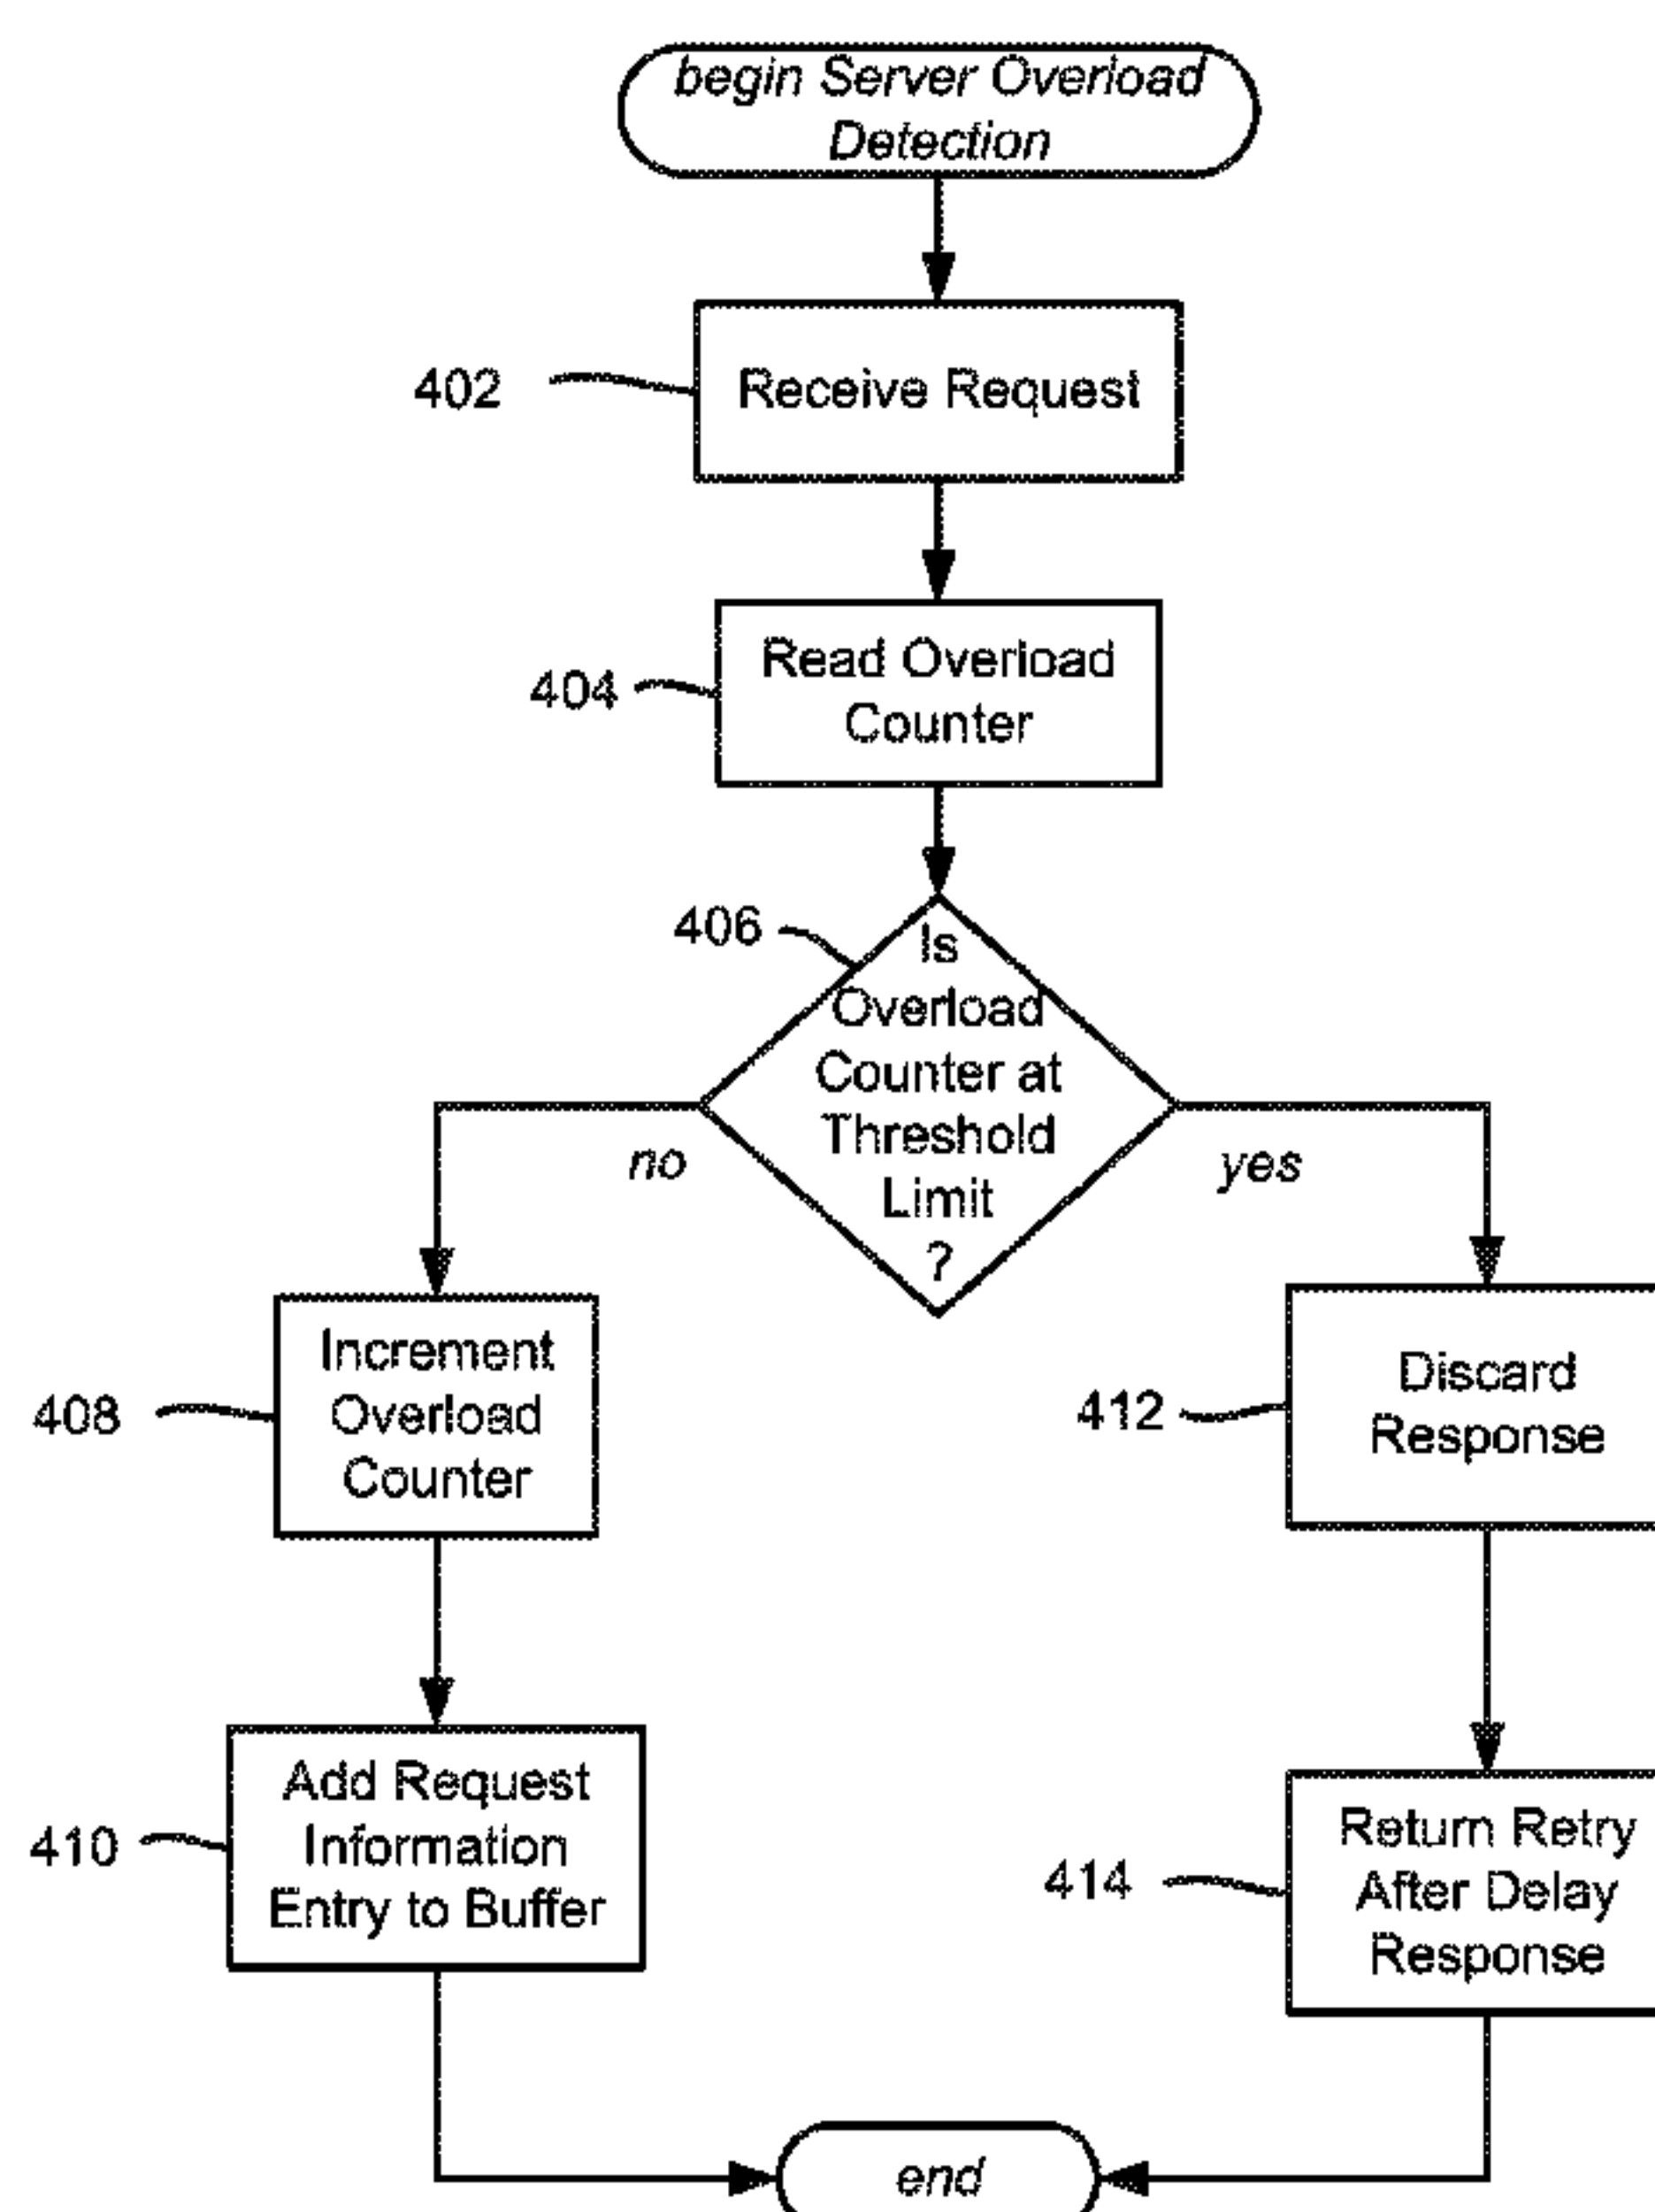 begin Server Overload
Detection
402
Receive Request
404
Read Overload
Counter
406
Is
Overload
Counter at
Threshold
Limit
?
no
yes
408
Increment
Overload
Counter
412
Discard
Response
410
Add Request
Information
Entry to Buffer
414
Return Retry
After Delay
Response
end